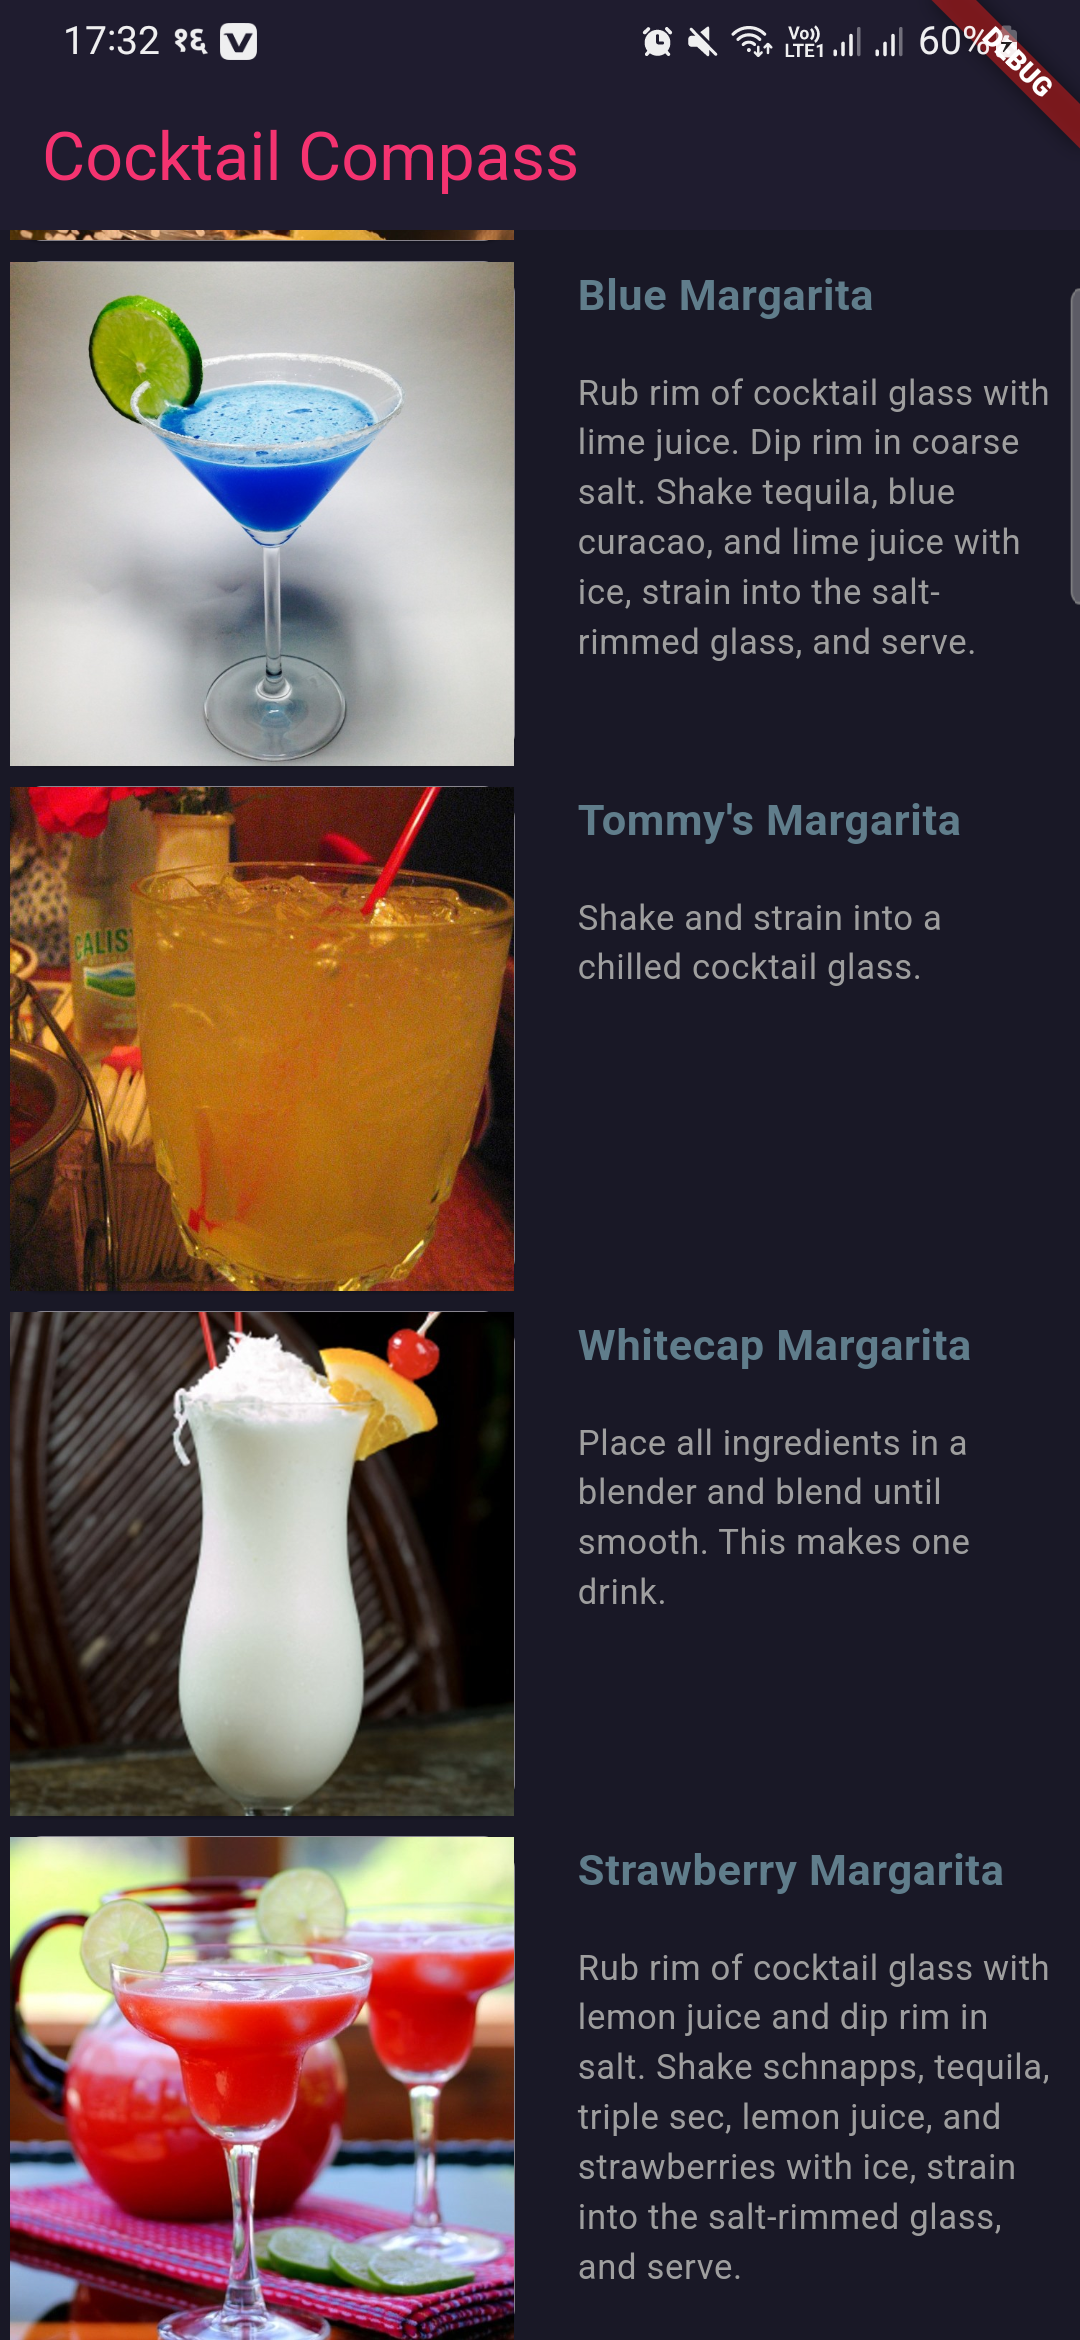 17:32 १६
Vo))
LTE1
60%
DEBUG
Cocktail Compass
Blue Margarita
Rub rim of cocktail glass with
lime juice. Dip rim in coarse
salt. Shake tequila, blue
curacao, and lime juice with
ice, strain into the salt-
rimmed glass, and serve.
CALIS
Tommy's Margarita
Shake and strain into a
chilled cocktail glass.
Whitecap Margarita
Place all ingredients in a
blender and blend until
smooth. This makes one
drink.
Strawberry Margarita
Rub rim of cocktail glass with
lemon juice and dip rim in
salt. Shake schnapps, tequila,
triple sec, lemon juice, and
strawberries with ice, strain
into the salt-rimmed glass,
and serve.